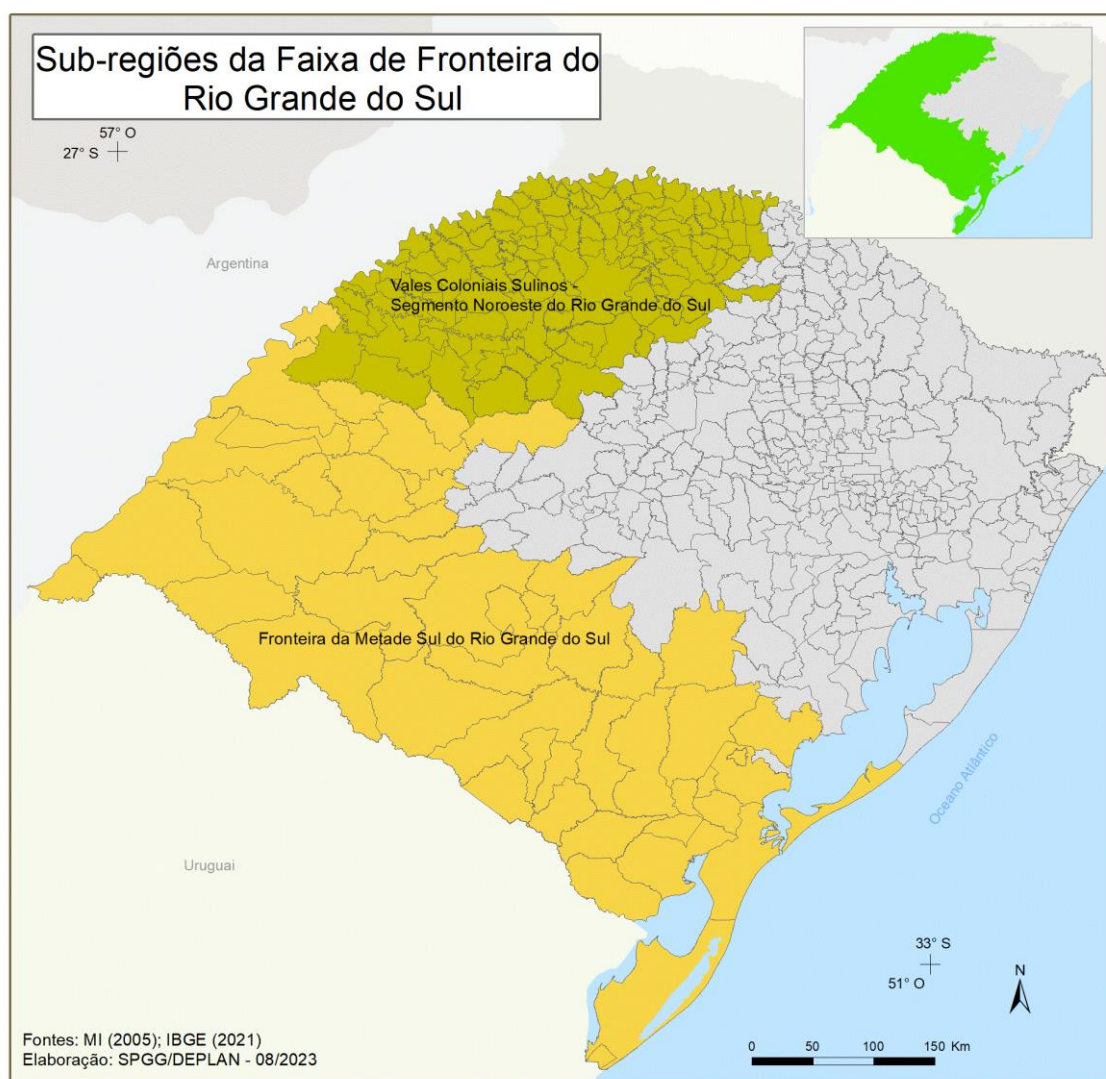 Sub-regiões da Faixa de Fronteira do
Rio Grande do Sul
57° O
27° S
Argentina
Vales Coloniais Sulinos -
Segmento Noroeste do Rio Grande do Sul
Fronteira da Metade Sul do Rio Grande do Sul
Oceano Atlântico
Uruguai
33° S
51° O
N
Fontes: MI (2005); IBGE (2021)
Elaboração: SPGG/DEPLAN - 08/2023
0 50 100 150 Km